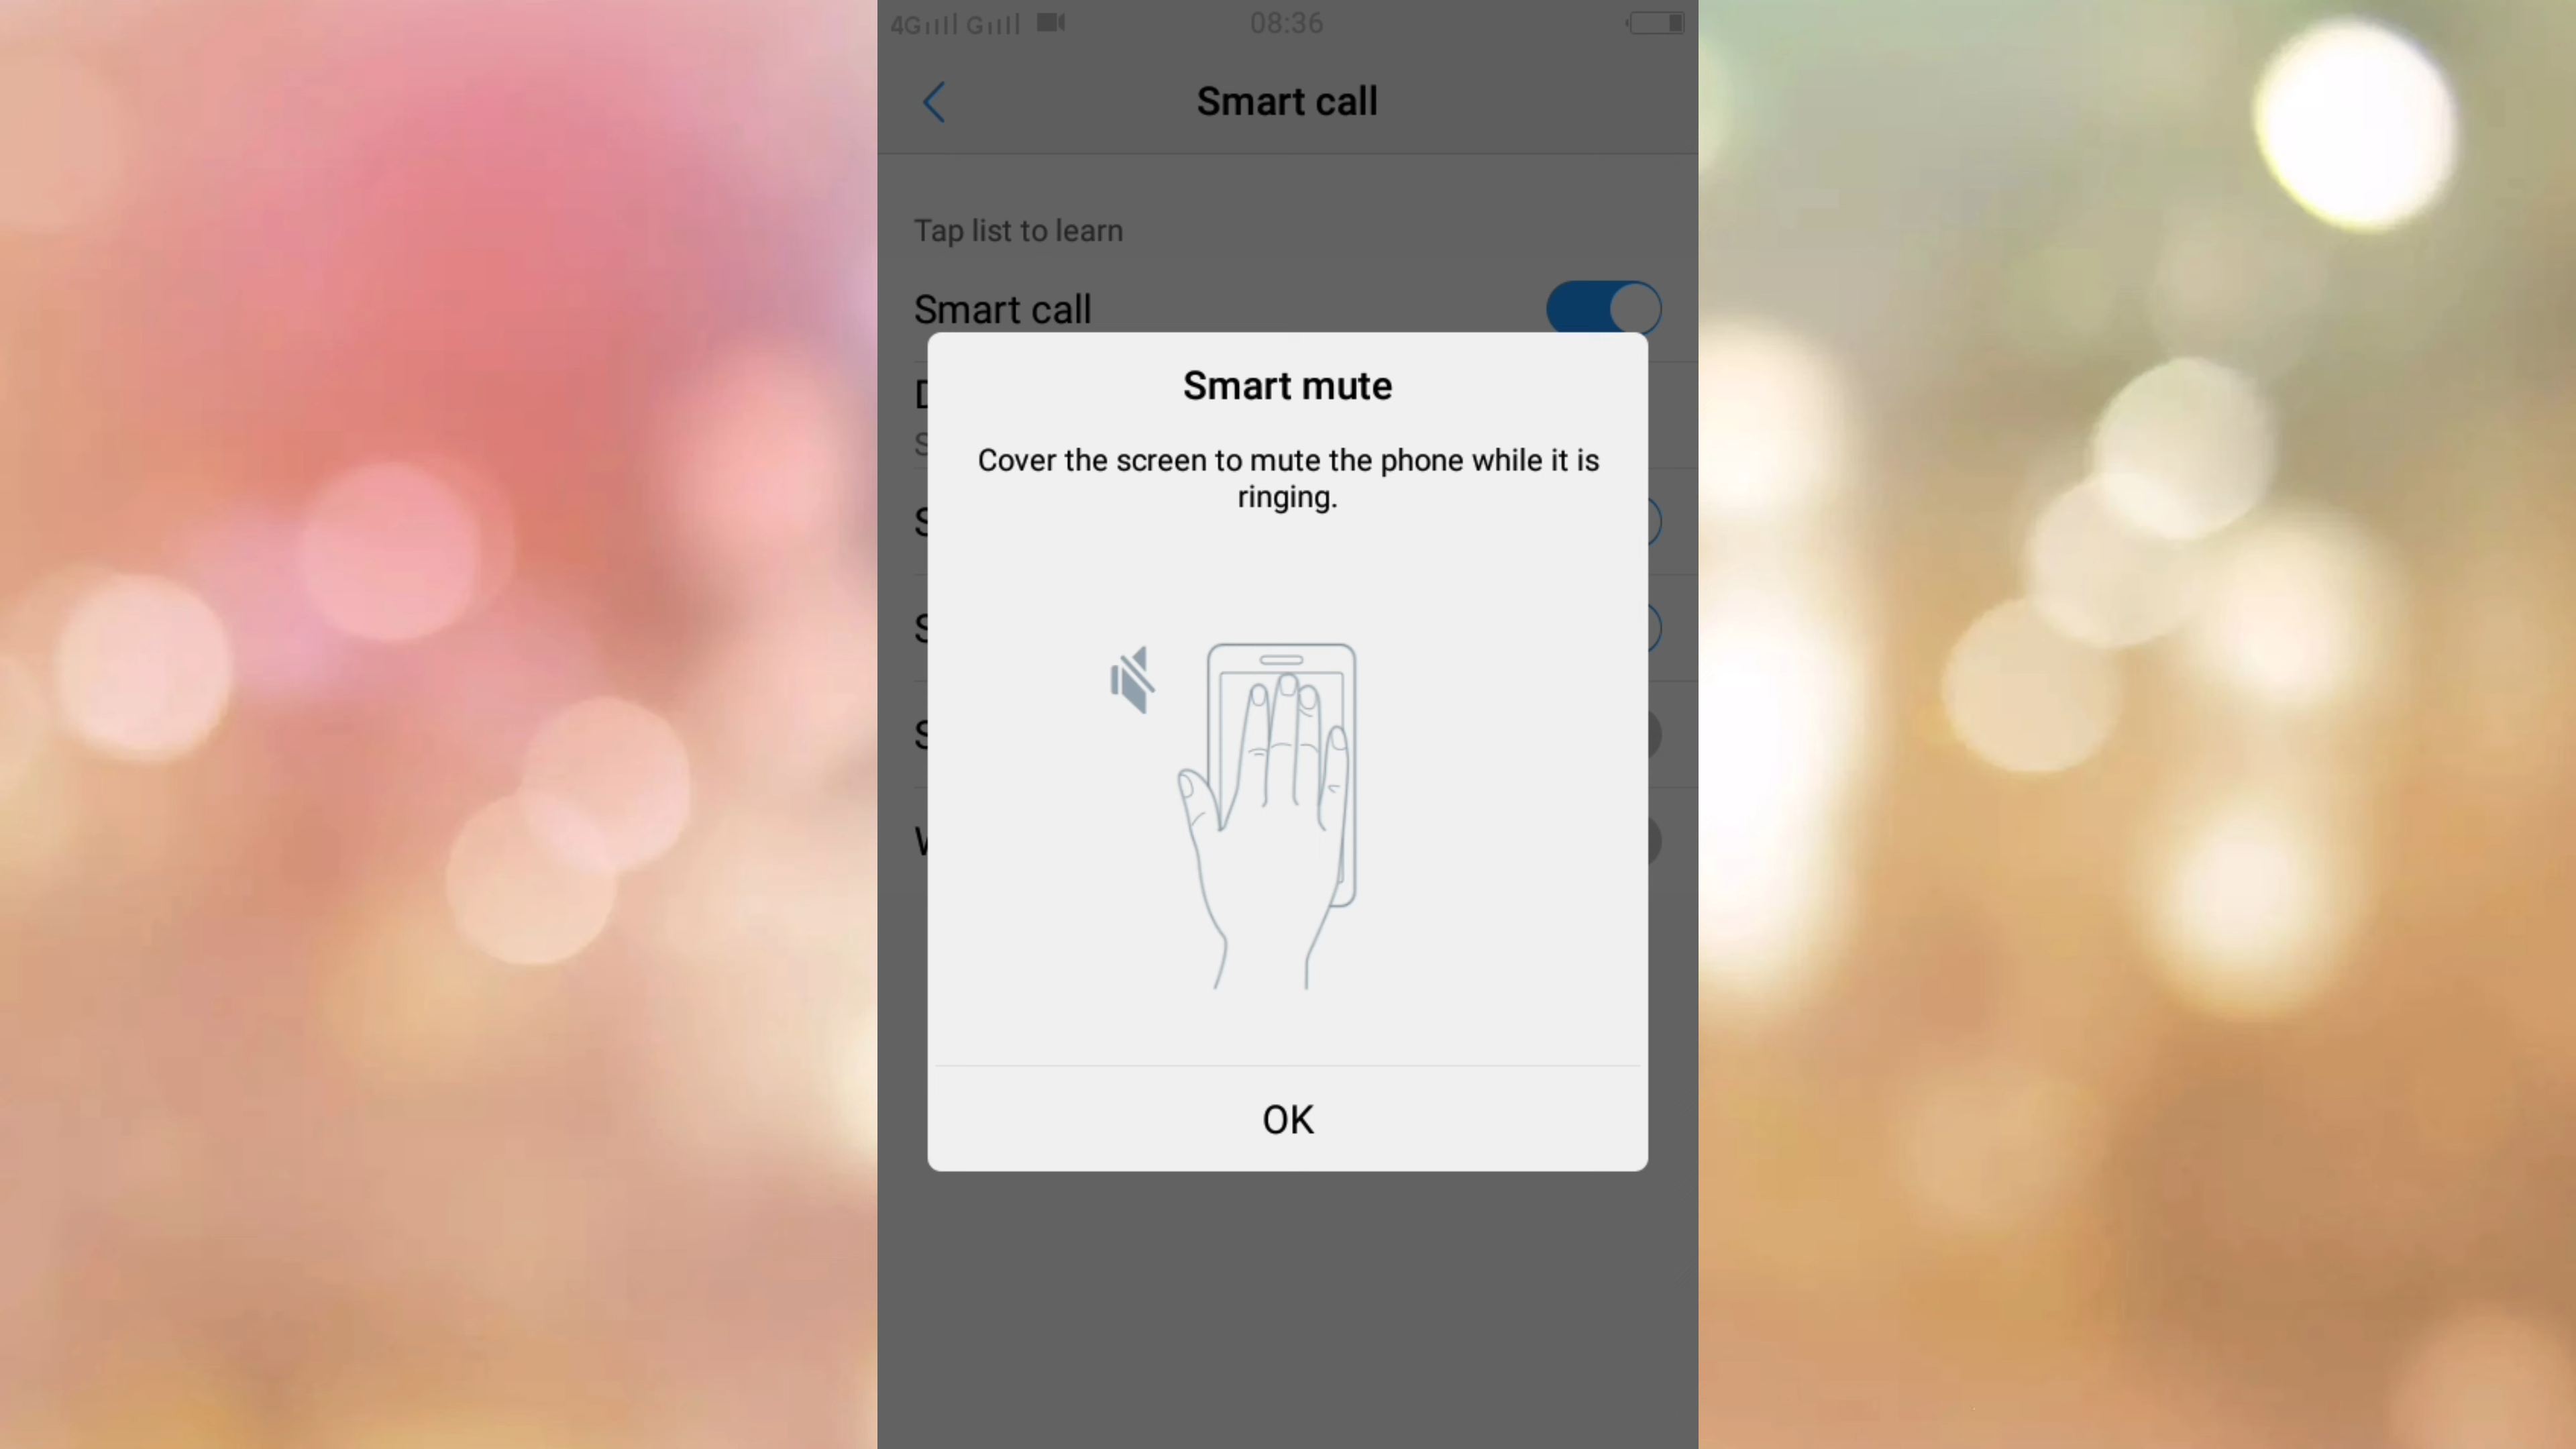 4G G 08:36
Smart call
Tap list to learn
Smart call
Smart mute
Cover the screen to mute the phone while it is
ringing.
OK